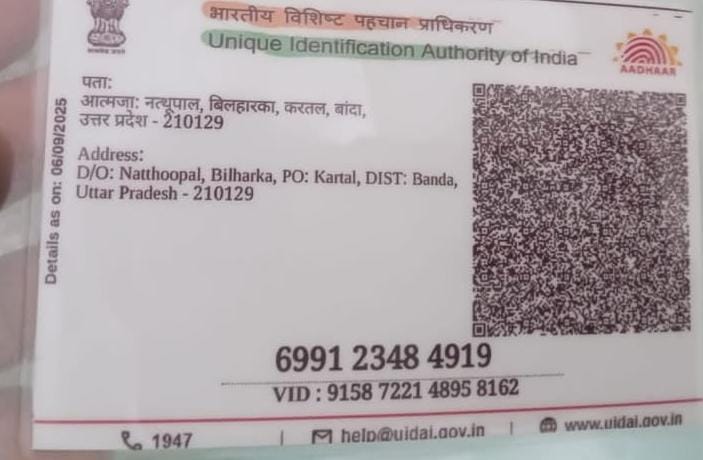 भारतीय विशिष्ट पहचान प्राधिकरण
Unique Identification Authority of India
AADHAAR
Details as on: 06/09/2025
पता:
आत्मजा: नत्थूपाल, बिलहारका, करतल, बांदा,
उत्तर प्रदेश - 210129
Address:
D/O: Natthoopal, Bilharka, PO: Kartal, DIST: Banda,
Uttar Pradesh - 210129
6991 2348 4919
VID : 9158 7221 4895 8162
1947 | help@uidai.gov.in | www.uidai.gov.in